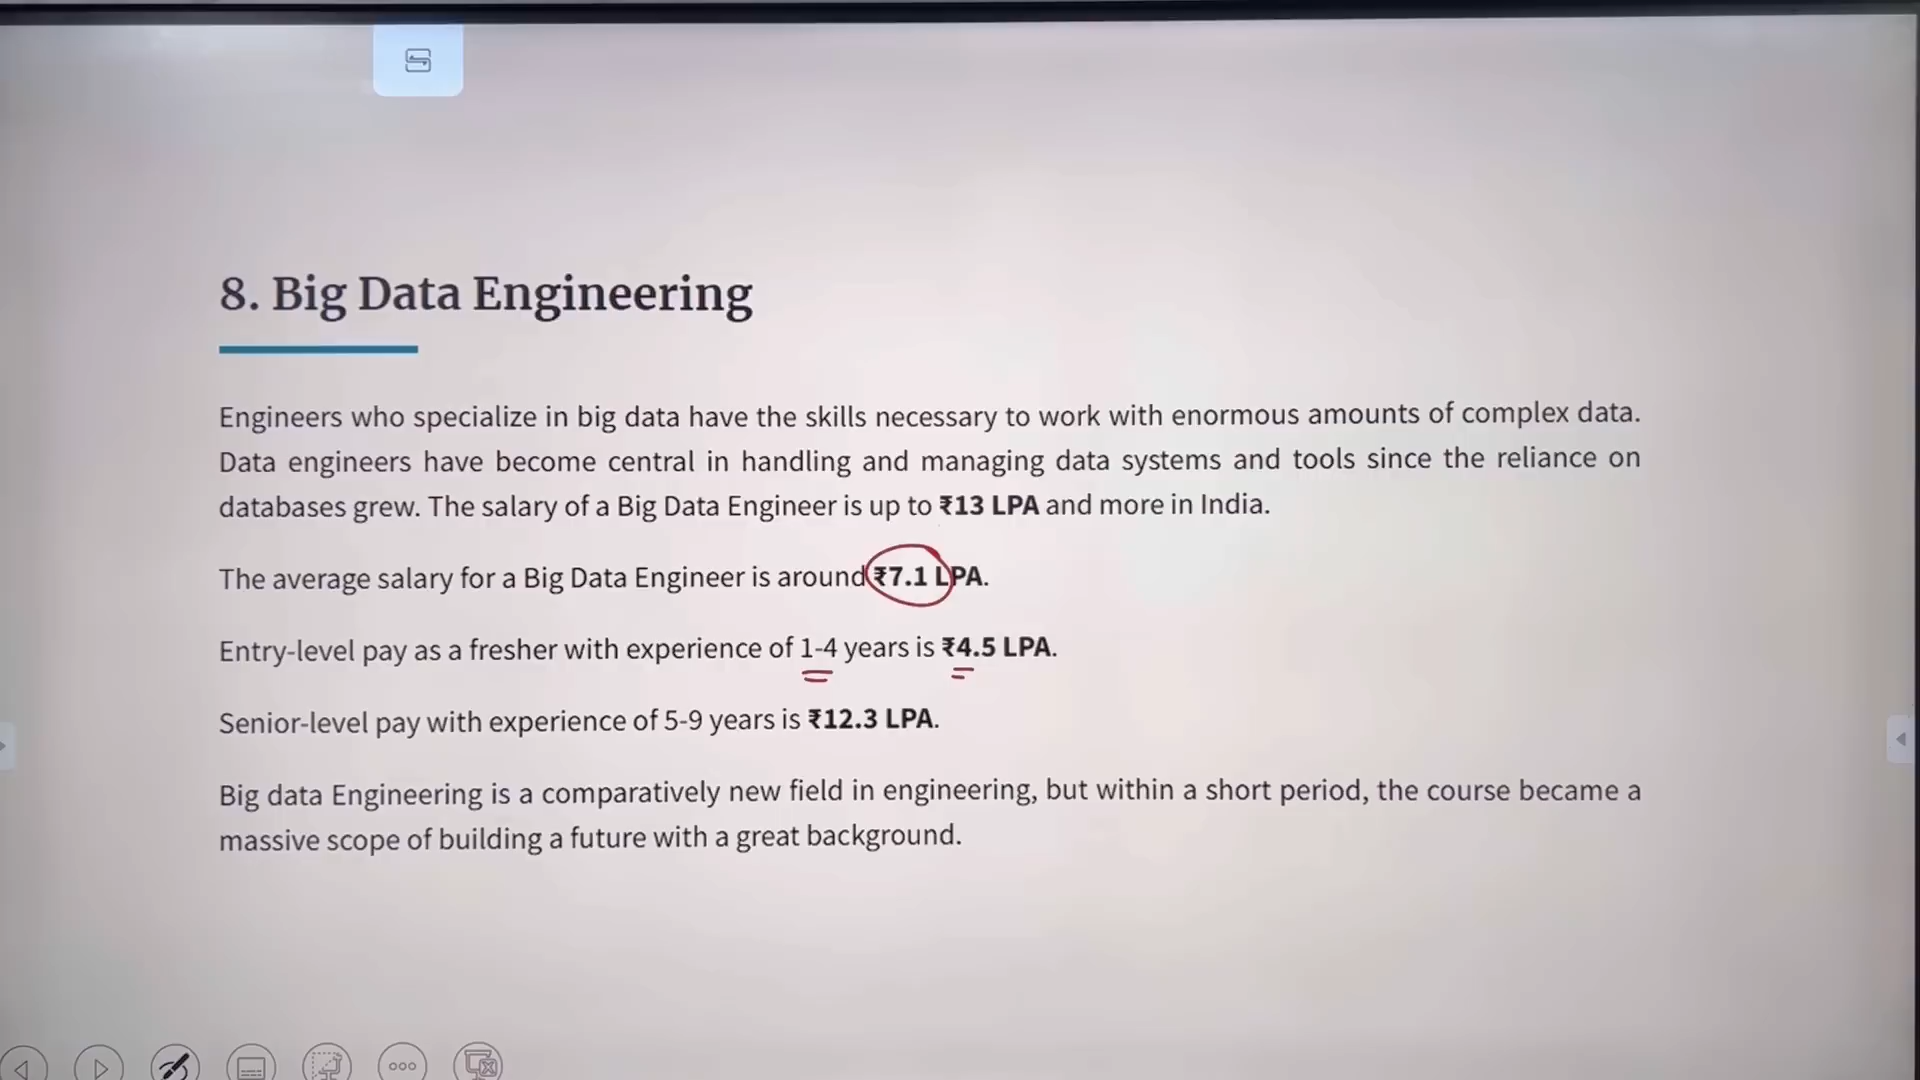 8. Big Data Engineering
Engineers who specialize in big data have the skills necessary to work with enormous amounts of complex data.
Data engineers have become central in handling and managing data systems and tools since the reliance on
databases grew. The salary of a Big Data Engineer is up to ₹13 LPA and more in India.
The average salary for a Big Data Engineer is around ₹7.1 LPA.
Entry-level pay as a fresher with experience of 1-4 years is ₹4.5 LPA.
Senior-level pay with experience of 5-9 years is ₹12.3 LPA.
Big data Engineering is a comparatively new field in engineering, but within a short period, the course became a
massive scope of building a future with a great background.